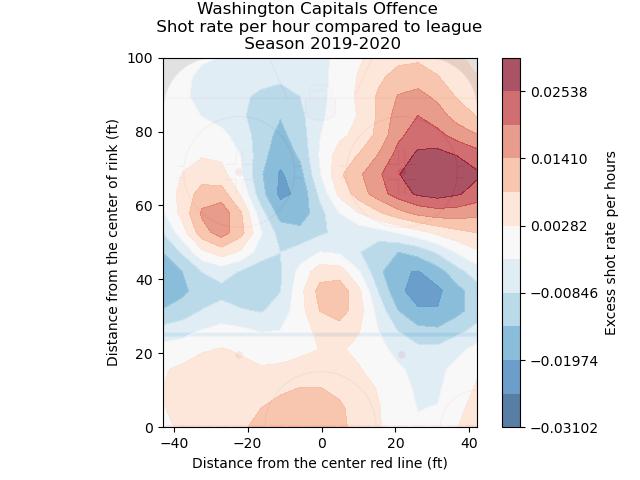 Washington Capitals Offence
Shot rate per hour compared to league
Season 2019-2020
100
80
60
40
20
0
Distance from the center of rink (ft)
−40
−20
0
20
40
Distance from the center red line (ft)
0.02538
0.01410
0.00282
−0.00846
−0.01974
−0.03102
Excess shot rate per hours